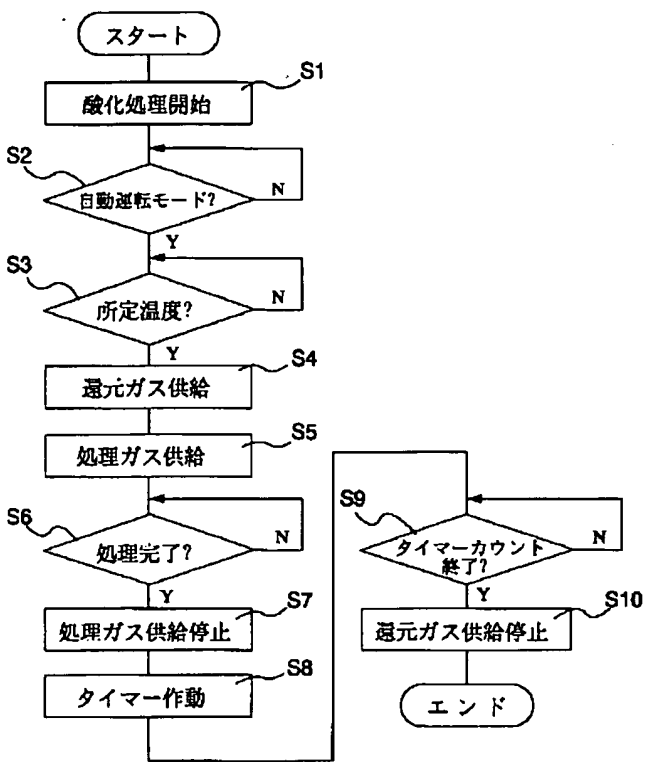 スタート
S1
酸化処理開始
S2
自動運転モード?
N
Y
S3
所定温度?
N
Y
S4
還元ガス供給
S5
処理ガス供給
S6
処理完了?
N
Y
S7
処理ガス供給停止
S8
タイマー作動
S9
タイマーカウント
終了?
N
Y
S10
還元ガス供給停止
エンド